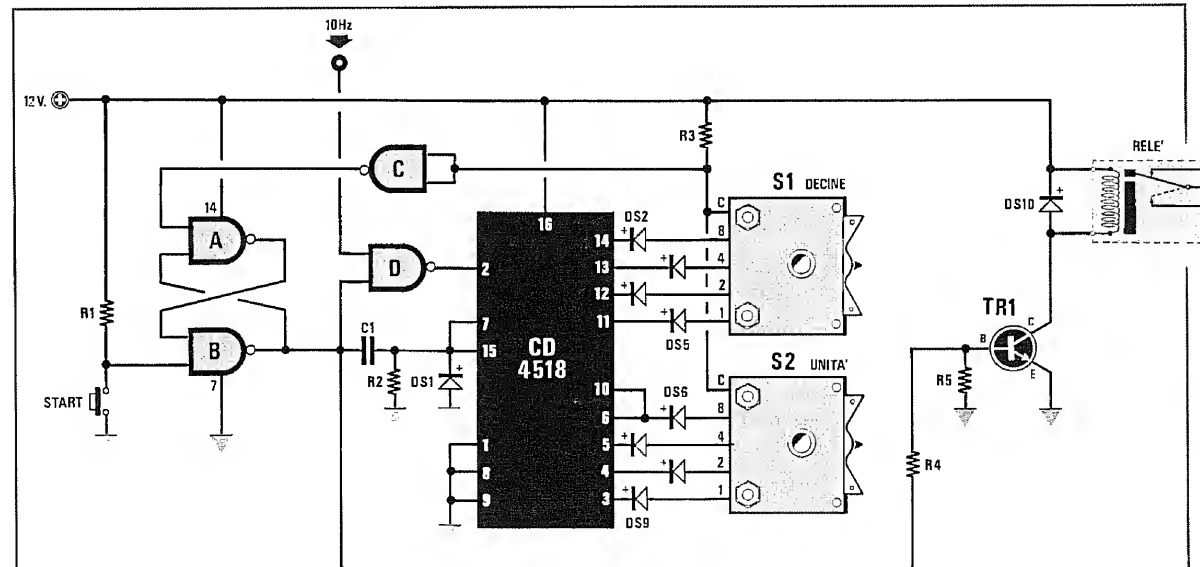 10Hz
12V.
R1
START
14
A
B
7
C
D
C1
R2
DS1
2
7
15
1
8
9
16
CD
4518
14
13
12
11
10
6
5
4
3
R3
DS2
DS5
DS6
DS9
S1 DECINE
C
8
4
2
1
S2 UNITA'
C
8
4
2
1
RELE'
DS10
TR1
B
C
E
R5
R4